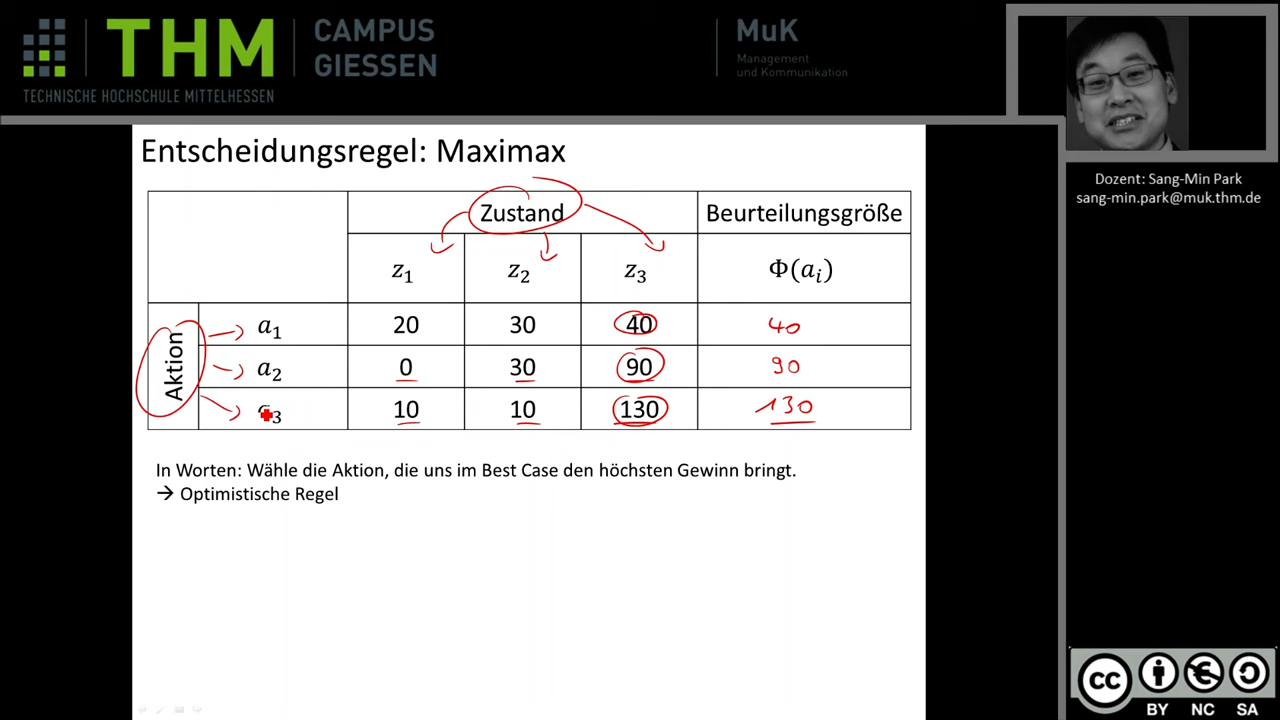 THM
CAMPUS
GIESSEN
TECHNISCHE HOCHSCHULE MITTELHESSEN
MuK
Management
und Kommunikation
Dozent: Sang-Min Park
sang-min.park@muk.thm.de
Entscheidungsregel: Maximax
Zustand Beurteilungsgröße
z₁ z₂ z₃ Φ(aᵢ)
Aktion
a₁ 20 30 40 40
a₂ 0 30 90 90
₃ 10 10 130 130
In Worten: Wähle die Aktion, die uns im Best Case den höchsten Gewinn bringt.
→ Optimistische Regel
CC
BY NC SA